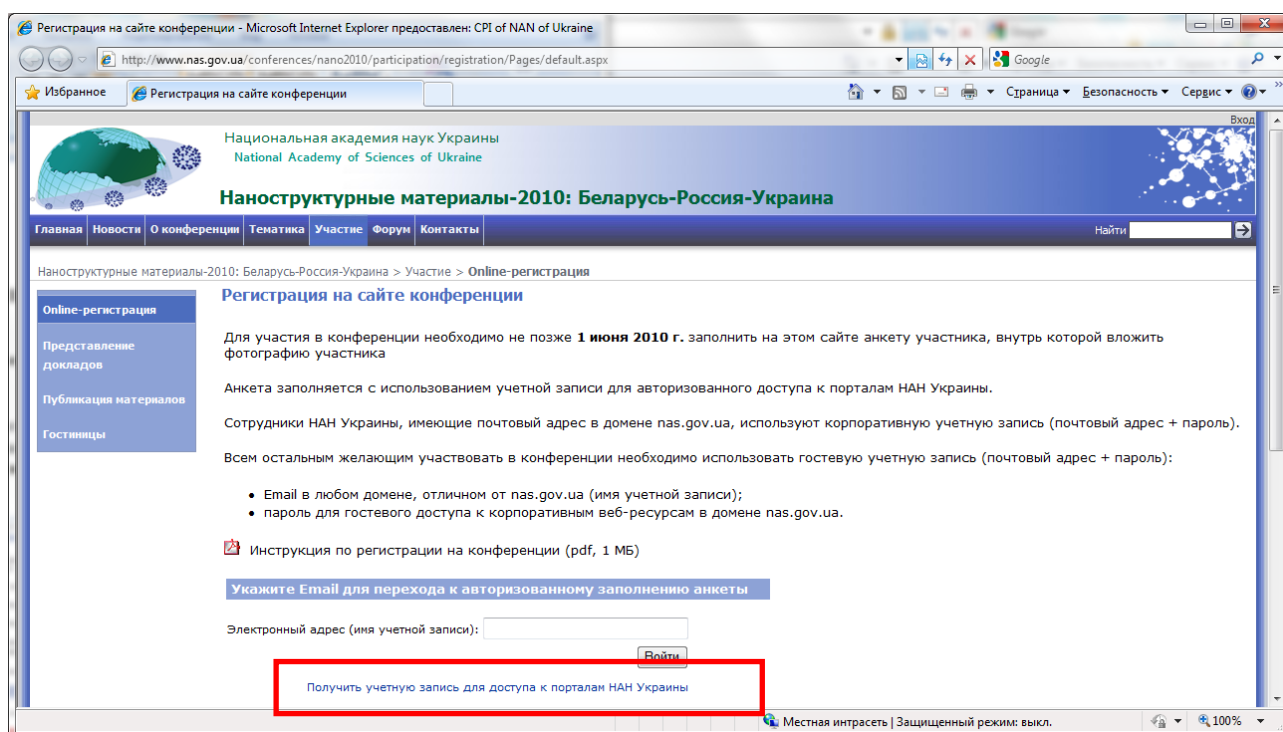 Регистрация на сайте конференции - Microsoft Internet Explorer предоставлен: CPI of NAN of Ukraine
http://www.nas.gov.ua/conferences/nano2010/participation/registration/Pages/default.aspx
Google
Избранное
Регистрация на сайте конференции
Страница
Безопасность
Сервис
Вход
Национальная академия наук Украины
National Academy of Sciences of Ukraine
Наноструктурные материалы-2010: Беларусь-Россия-Украина
Главная Новости О конференции Тематика Участие Форум Контакты
Найти
Наноструктурные материалы-2010: Беларусь-Россия-Украина > Участие > Online-регистрация
Online-регистрация
Представление
докладов
Публикация материалов
Гостиницы
Регистрация на сайте конференции
Для участия в конференции необходимо не позже 1 июня 2010 г. заполнить на этом сайте анкету участника, внутрь которой вложить
фотографию участника
Анкета заполняется с использованием учетной записи для авторизованного доступа к порталам НАН Украины.
Сотрудники НАН Украины, имеющие почтовый адрес в домене nas.gov.ua, используют корпоративную учетную запись (почтовый адрес + пароль).
Всем остальным желающим участвовать в конференции необходимо использовать гостевую учетную запись (почтовый адрес + пароль):
• Email в любом домене, отличном от nas.gov.ua (имя учетной записи);
• пароль для гостевого доступа к корпоративным веб-ресурсам в домене nas.gov.ua.
Инструкция по регистрации на конференции (pdf, 1 МБ)
Укажите Email для перехода к авторизованному заполнению анкеты
Электронный адрес (имя учетной записи):
Войти
Получить учетную запись для доступа к порталам НАН Украины
Местная интрасеть | Защищенный режим: выкл.
100%